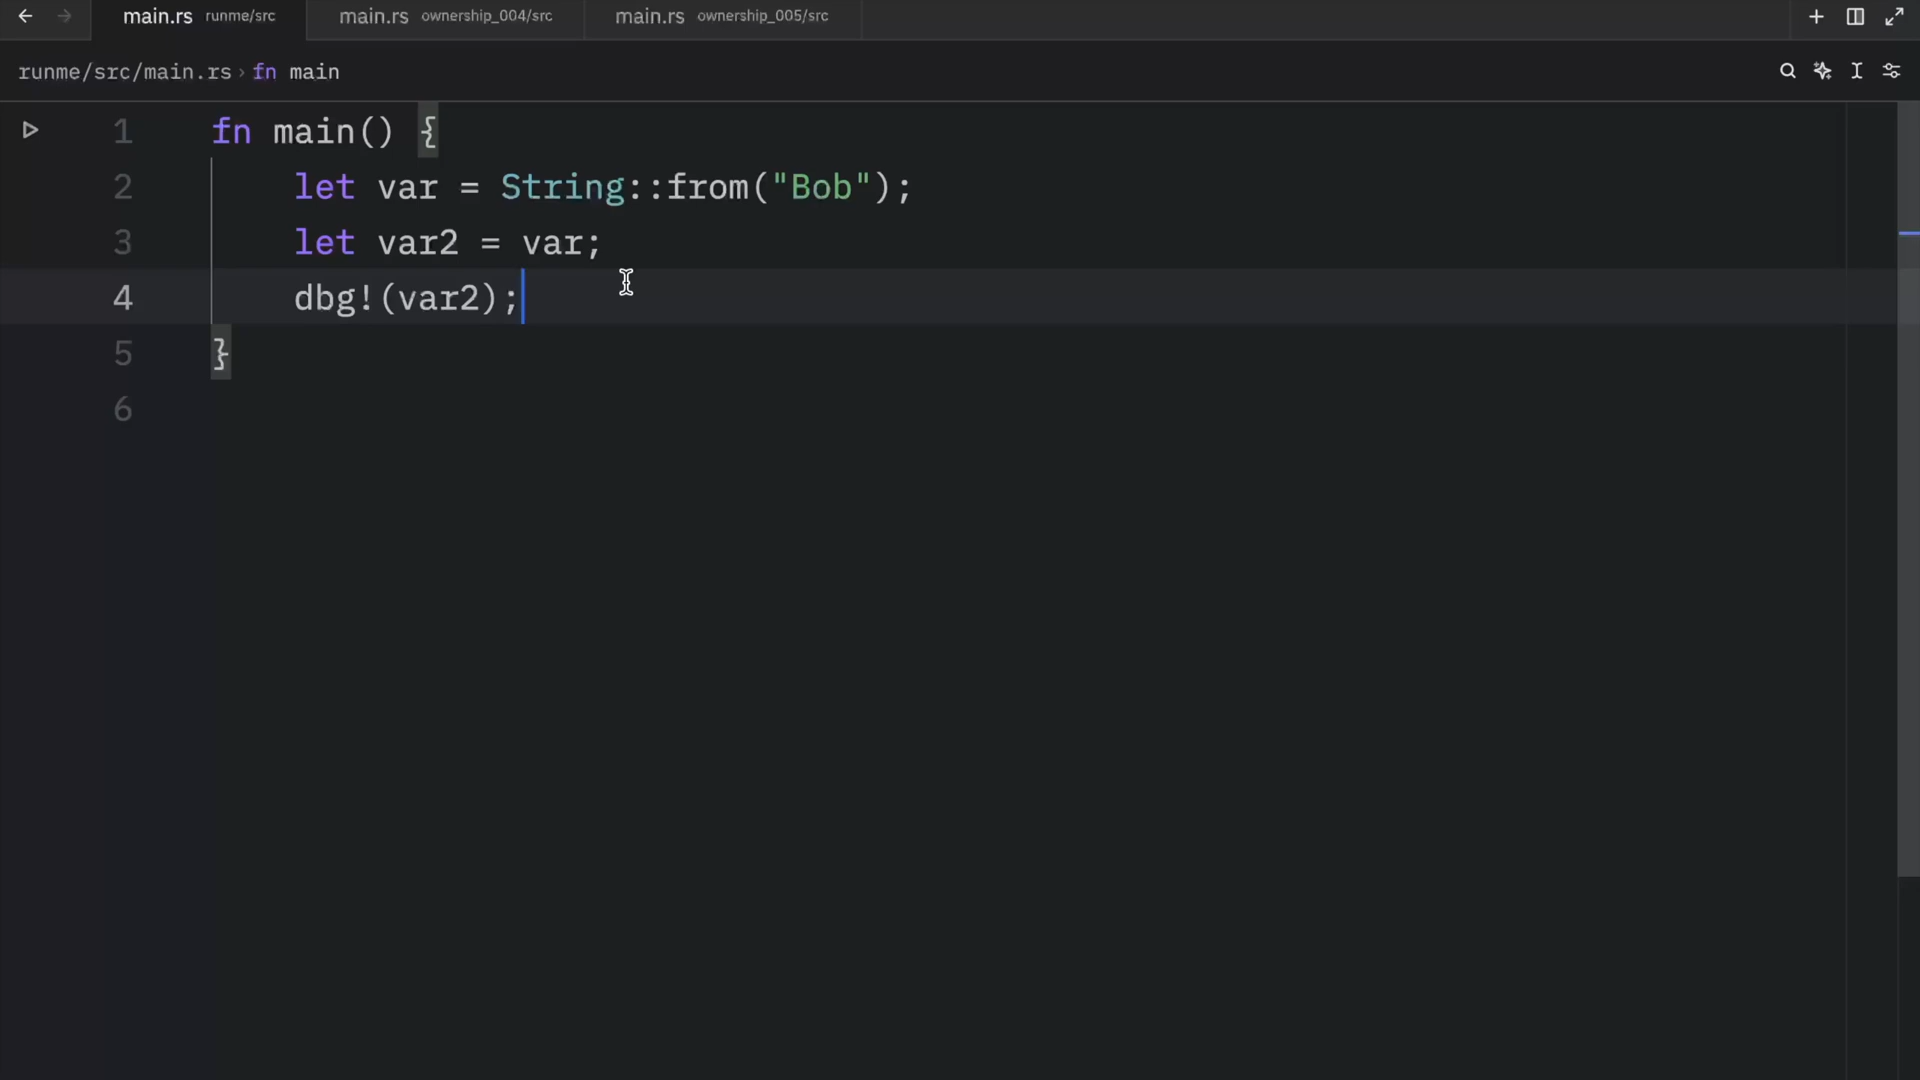 main.rs runme/src main.rs ownership_004/src main.rs ownership_005/src
runme/src/main.rs › fn main
1 fn main() {
2 let var = String::from("Bob");
3 let var2 = var;
4 dbg!(var2);
5 }
6